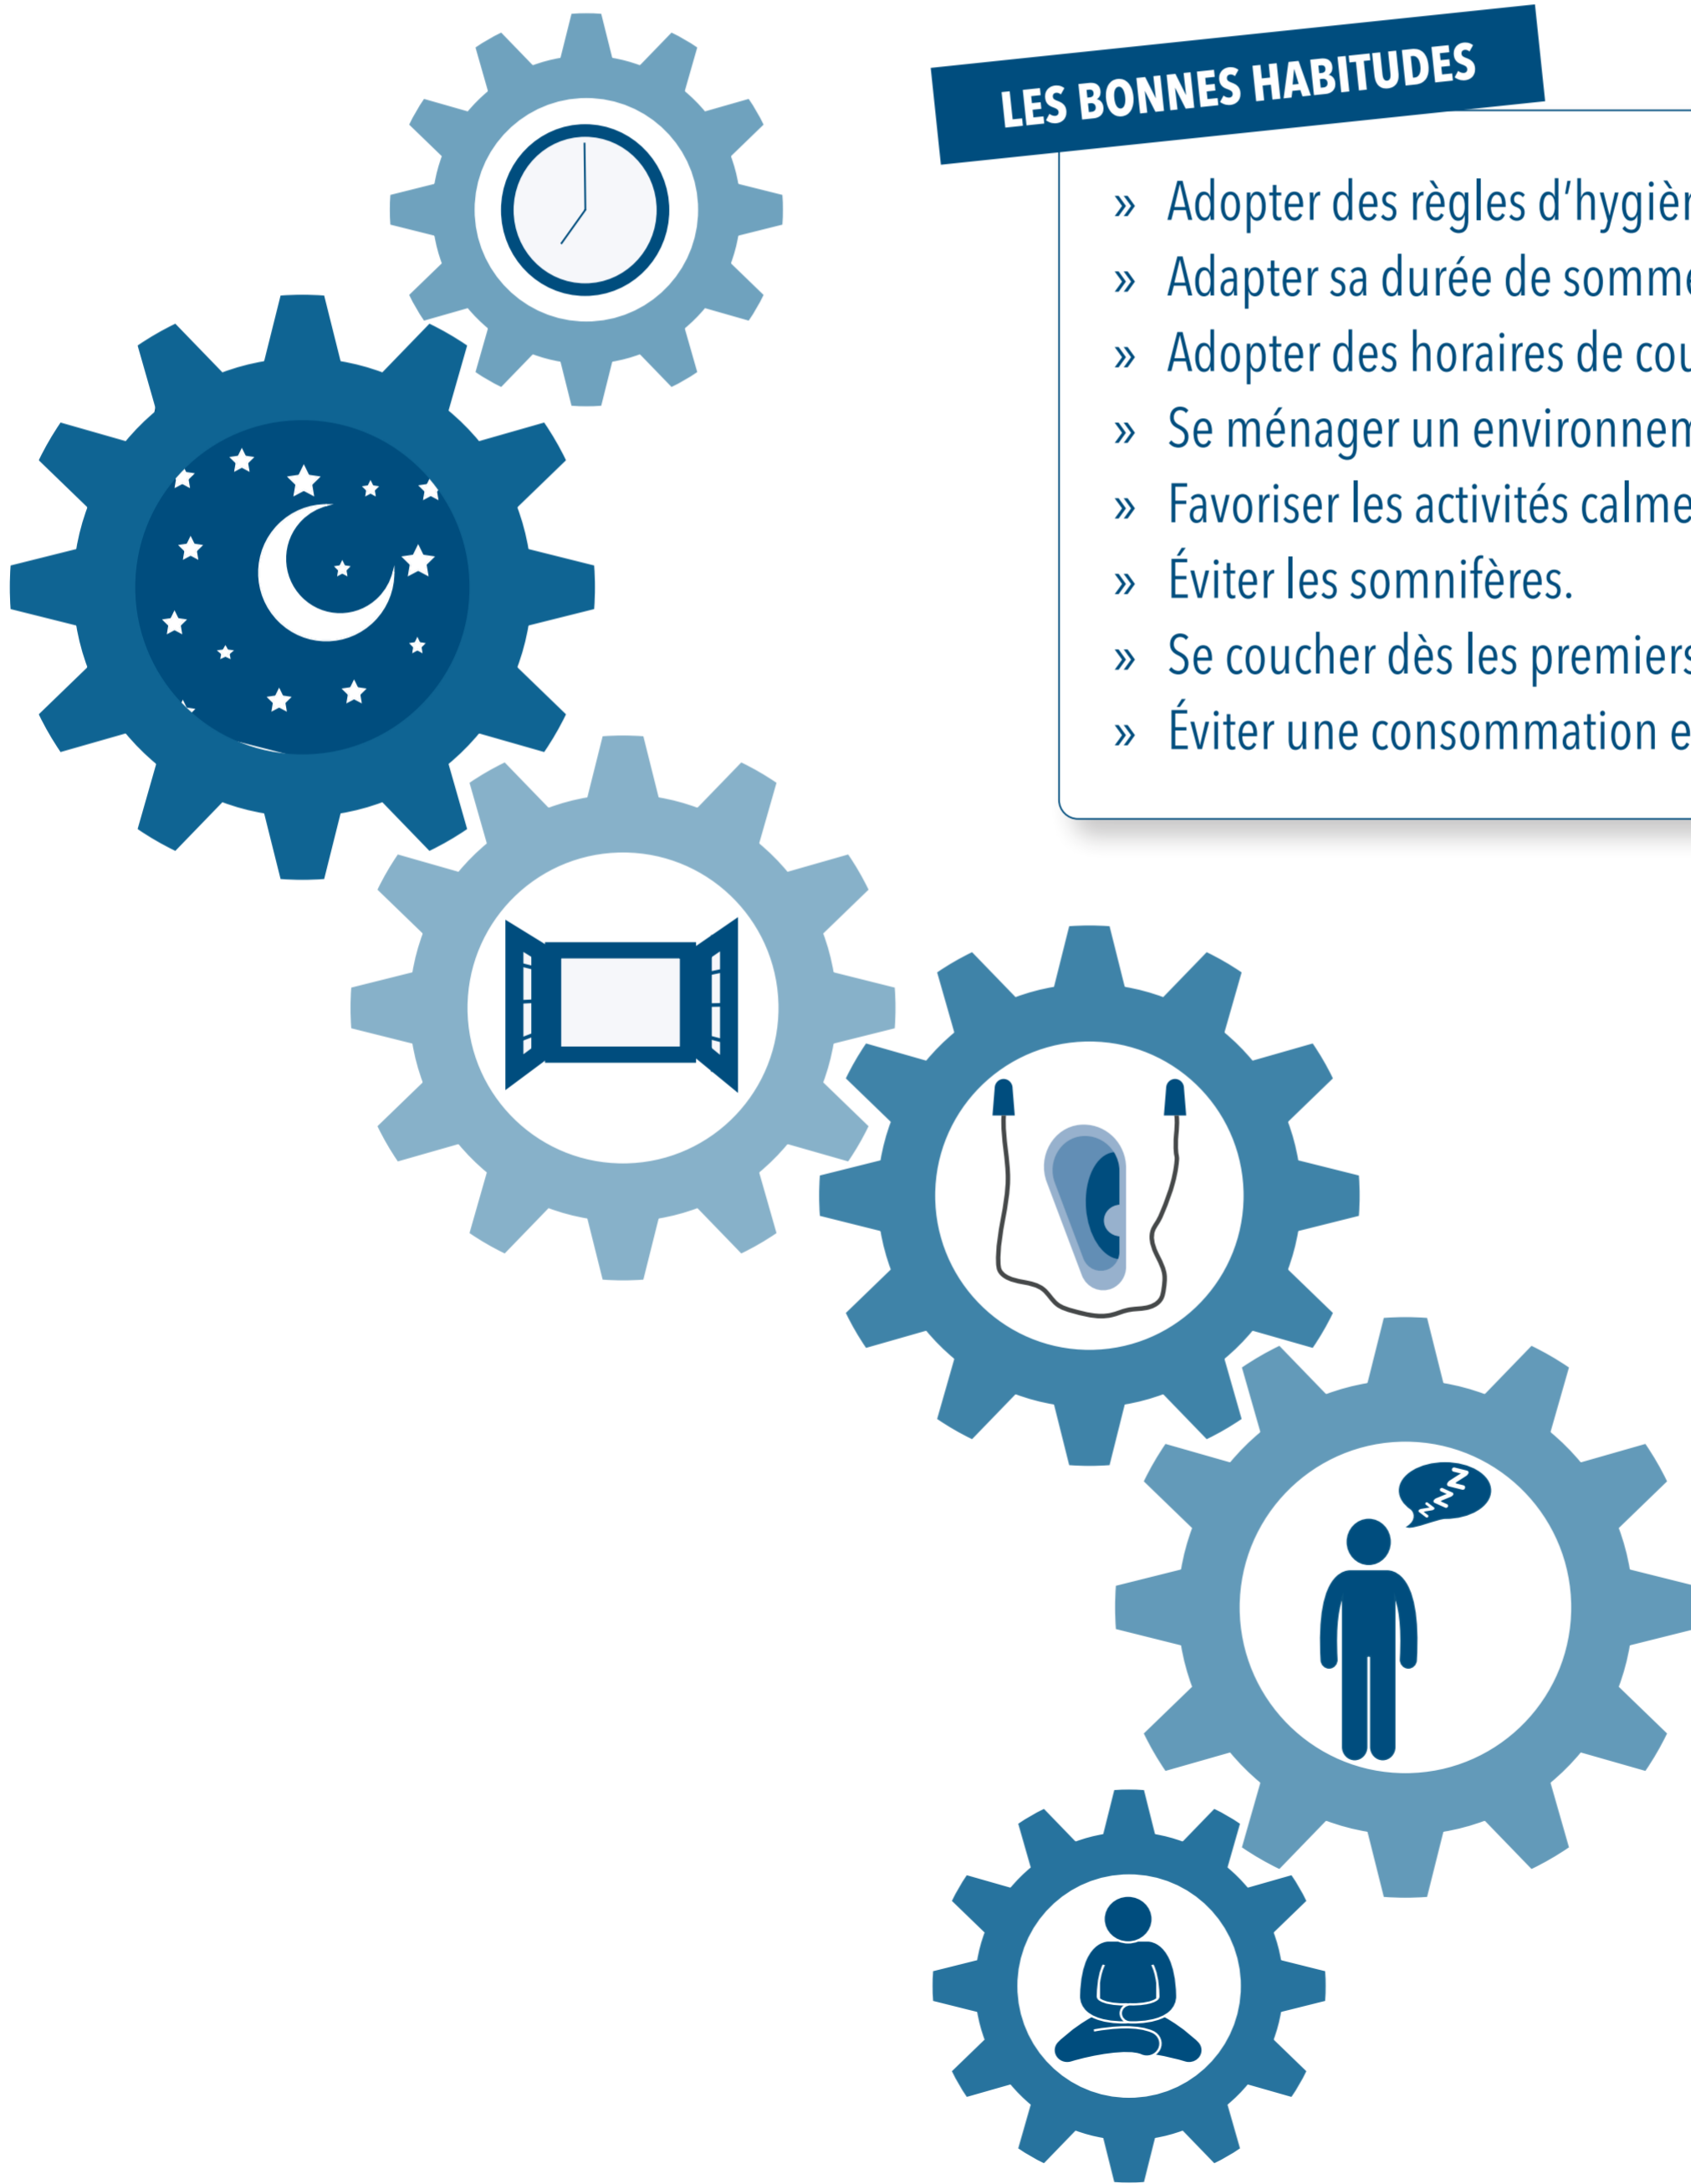 LES BONNES HABITUDES
» Adopter des règles d'hygièn
» Adapter sa durée de somme
» Adopter des horaires de cou
» Se ménager un environnem
» Favoriser les activités calme
» Éviter les somnifères.
» Se coucher dès les premiers
» Éviter une consommation e
z z z